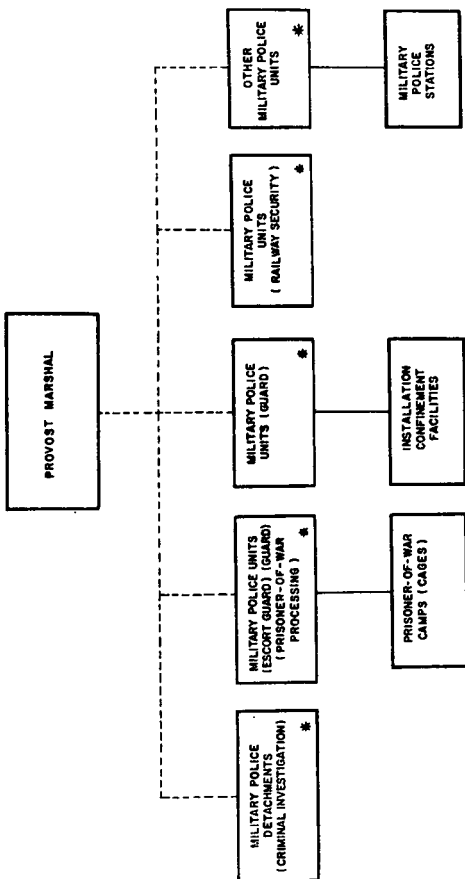 PROVOST MARSHAL
MILITARY POLICE
DETACHMENTS
(CRIMINAL INVESTIGATION)
*
MILITARY POLICE UNITS
(ESCORT GUARD) (GUARD)
(PRISONER-OF-WAR
PROCESSING)
*
MILITARY POLICE
UNITS (GUARD)
*
MILITARY POLICE
UNITS
(RAILWAY SECURITY)
*
OTHER
MILITARY POLICE
UNITS
*
PRISONER-OF-WAR
CAMPS (CAGES)
INSTALLATION
CONFINEMENT
FACILITIES
MILITARY
POLICE
STATIONS